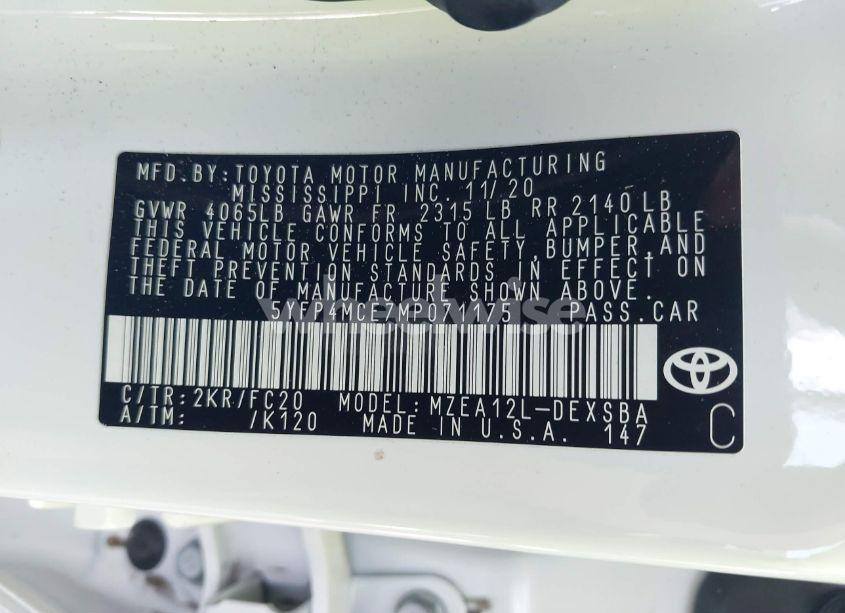 MFD. BY: TOYOTA MOTOR MANUFACTURING
MISSISSIPPI INC. 11/20
GVWR 4065LB GAWR FR 2315 LB RR 2140 LB
THIS VEHICLE CONFORMS TO ALL APPLICABLE
FEDERAL MOTOR VEHICLE SAFETY, BUMPER, AND
THEFT PREVENTION STANDARDS IN EFFECT ON
THE DATE OF MANUFACTURE SHOWN ABOVE.
wheelwise
PASS. CAR
C/TR: 2KR/FC20 MODEL: MZEA12L-DEXSBA
A/TM: /K120 MADE IN U.S.A. 147
C